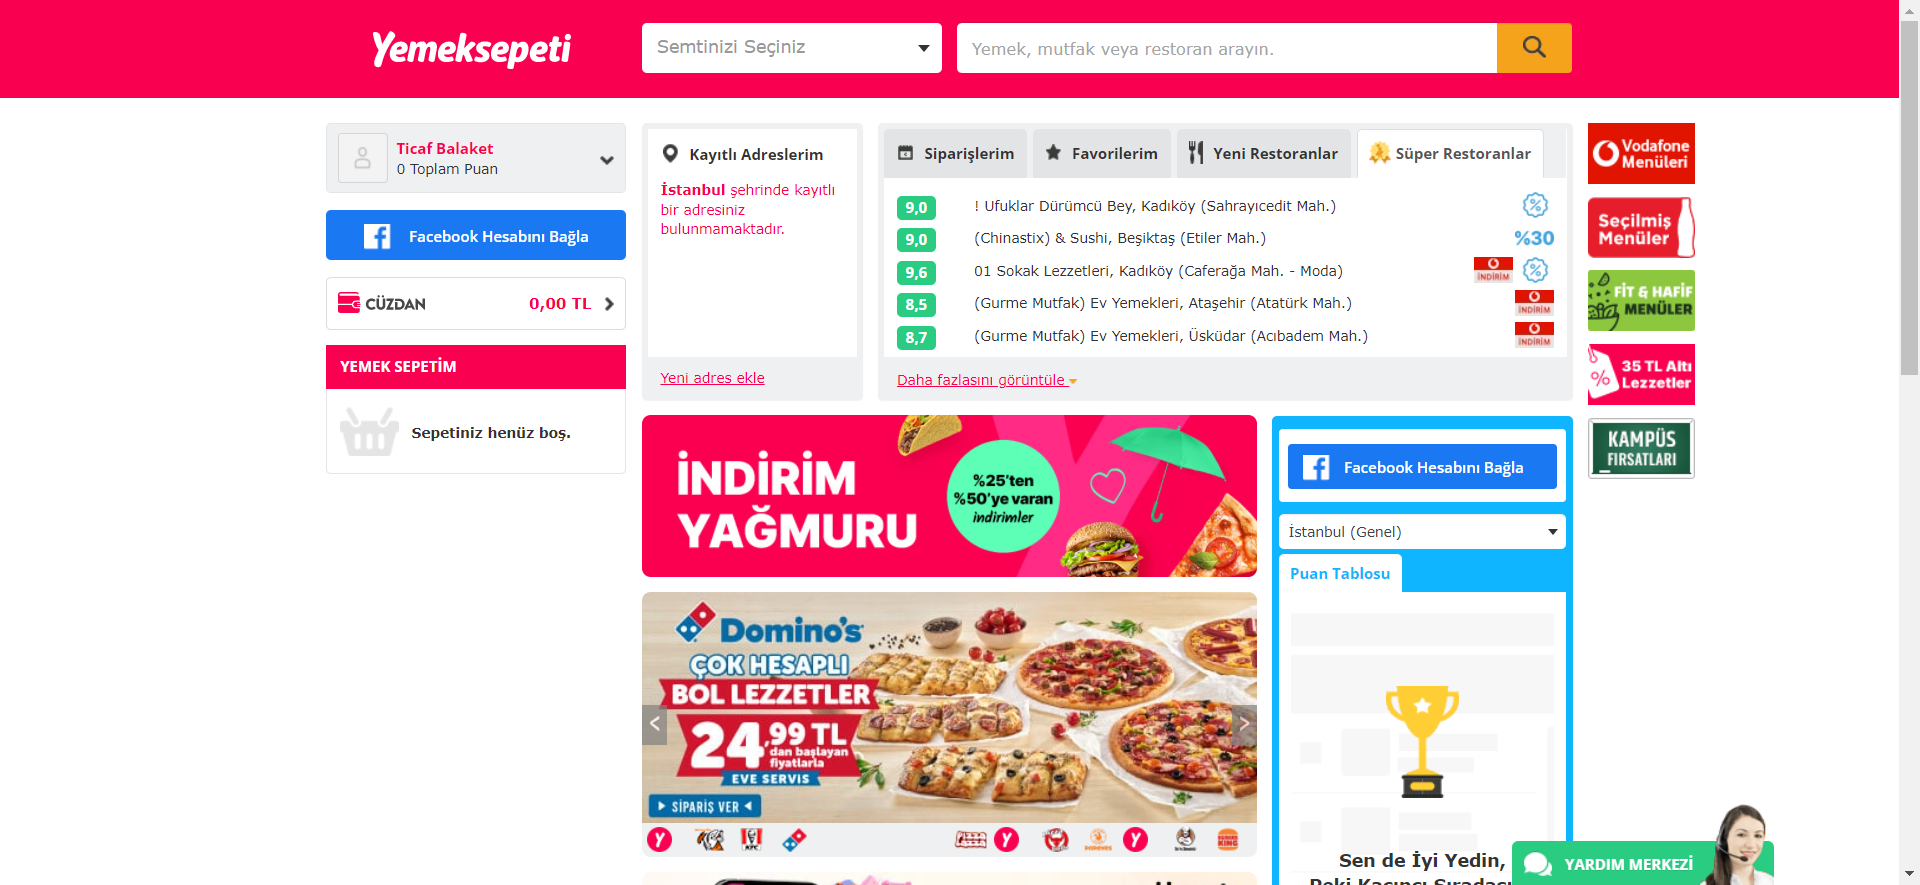 Yemeksepeti
Semtinizi Seçiniz
Yemek, mutfak veya restoran arayın.
Ticaf Balaket
0 Toplam Puan
Facebook Hesabını Bağla
CÜZDAN
0,00 TL
YEMEK SEPETİM
Sepetiniz henüz boş.
Kayıtlı Adreslerim
İstanbul şehrinde kayıtlı
bir adresiniz
bulunmamaktadır.
Yeni adres ekle
Siparişlerim
Favorilerim
Yeni Restoranlar
Süper Restoranlar
9,0 ! Ufuklar Dürümcü Bey, Kadıköy (Sahrayıcedit Mah.)
9,0 (Chinastix) & Sushi, Beşiktaş (Etiler Mah.) %30
9,6 01 Sokak Lezzetleri, Kadıköy (Caferağa Mah. - Moda) İNDİRİM
8,5 (Gurme Mutfak) Ev Yemekleri, Ataşehir (Atatürk Mah.) İNDİRİM
8,7 (Gurme Mutfak) Ev Yemekleri, Üsküdar (Acıbadem Mah.) İNDİRİM
Daha fazlasını görüntüle
Vodafone
Menüleri
Seçilmiş
Menüler
FİT & HAFİF
MENÜLER
35 TL Altı
Lezzetler
KAMPÜS
FIRSATLARI
İNDİRİM
YAĞMURU
%25'ten
%50'ye varan
indirimler
Domino's
ÇOK HESAPLI
BOL LEZZETLER
24,99 TL
dan başlayan
fiyatlarla
EVE SERVİS
SİPARİŞ VER
KFC
BURGER
KING
Facebook Hesabını Bağla
İstanbul (Genel)
Puan Tablosu
Sen de İyi Yedin,
YARDIM MERKEZİ